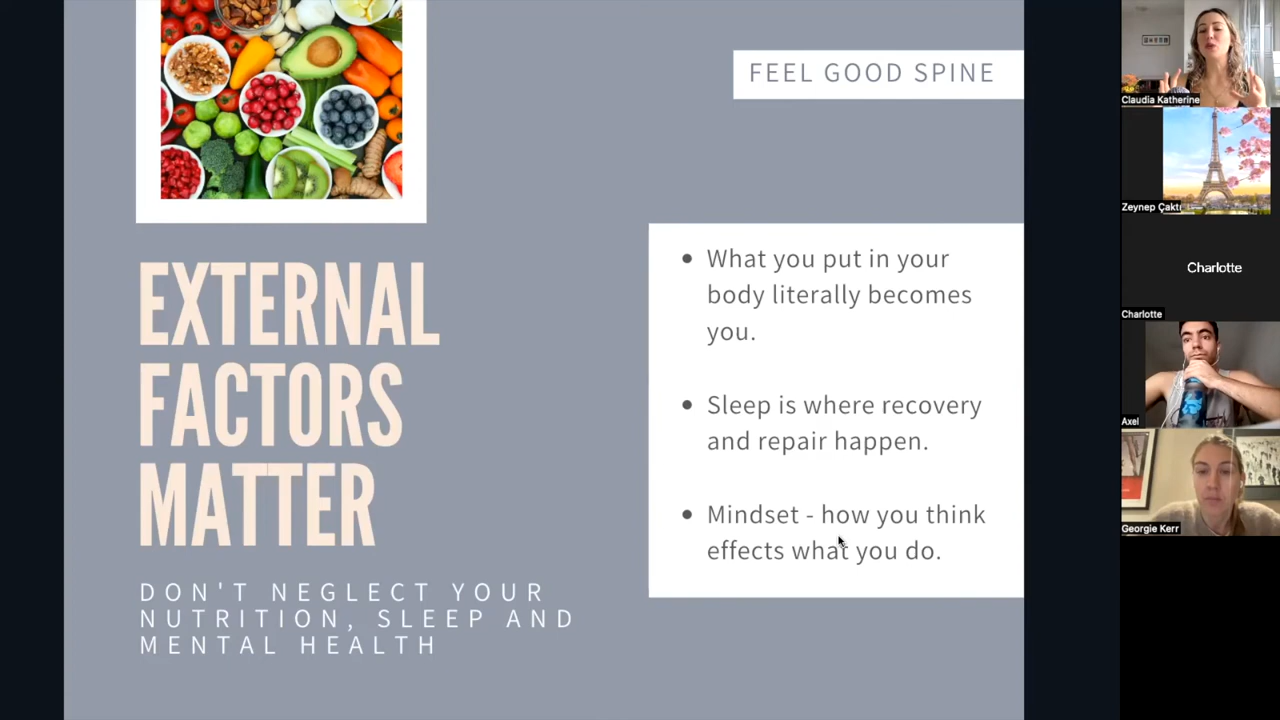 FEEL GOOD SPINE
EXTERNAL
FACTORS
MATTER
DON'T NEGLECT YOUR
NUTRITION, SLEEP AND
MENTAL HEALTH
What you put in your
body literally becomes
you.
Sleep is where recovery
and repair happen.
Mindset - how you think
effects what you do.
Claudia Katherine
Zeynep Çaktı
Charlotte
Charlotte
Axel
Georgie Kerr